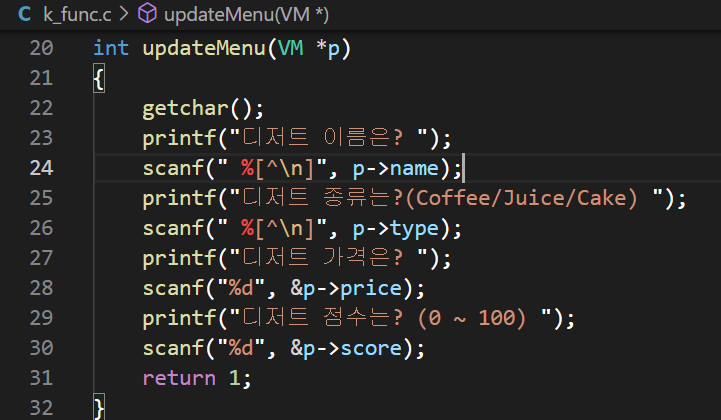 C k_func.c > updateMenu(VM *)
20 int updateMenu(VM *p)
21 {
22 getchar();
23 printf("디저트 이름은? ");
24 scanf(" %[^\n]", p->name);
25 printf("디저트 종류는?(Coffee/Juice/Cake) ");
26 scanf(" %[^\n]", p->type);
27 printf("디저트 가격은? ");
28 scanf("%d", &p->price);
29 printf("디저트 점수는? (0 ~ 100) ");
30 scanf("%d", &p->score);
31 return 1;
32 }